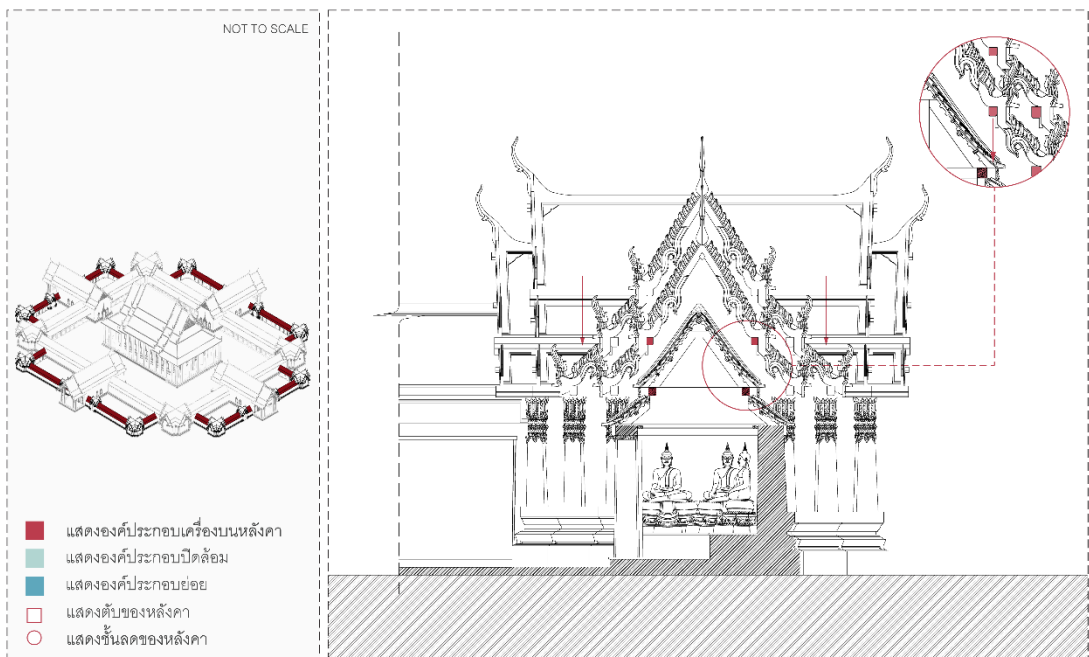 NOT TO SCALE
แสดงองค์ประกอบเครื่องบนหลังคา
แสดงองค์ประกอบปิดล้อม
แสดงองค์ประกอบย่อย
แสดงตับของหลังคา
แสดงชั้นลดของหลังคา